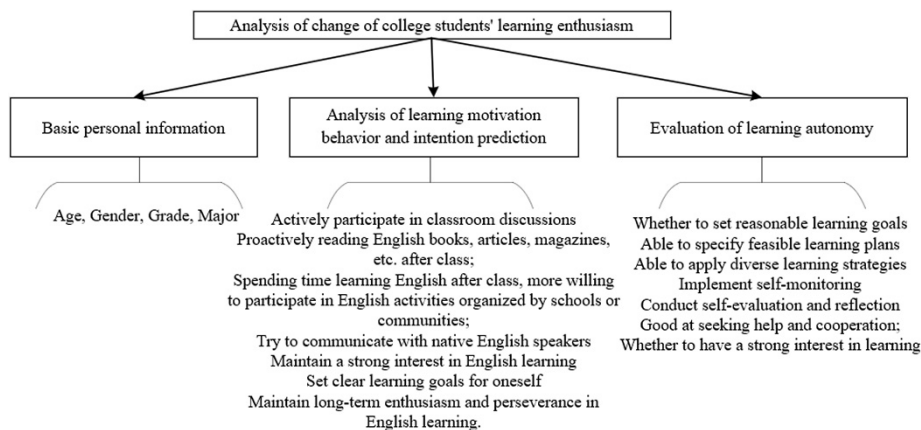 Analysis of change of college students' learning enthusiasm
Basic personal information
Analysis of learning motivation
behavior and intention prediction
Evaluation of learning autonomy
Age, Gender, Grade, Major
Actively participate in classroom discussions
Proactively reading English books, articles, magazines,
etc. after class;
Spending time learning English after class, more willing
to participate in English activities organized by schools or
communities;
Try to communicate with native English speakers
Maintain a strong interest in English learning
Set clear learning goals for oneself
Maintain long-term enthusiasm and perseverance in
English learning.
Whether to set reasonable learning goals
Able to specify feasible learning plans
Able to apply diverse learning strategies
Implement self-monitoring
Conduct self-evaluation and reflection
Good at seeking help and cooperation;
Whether to have a strong interest in learning